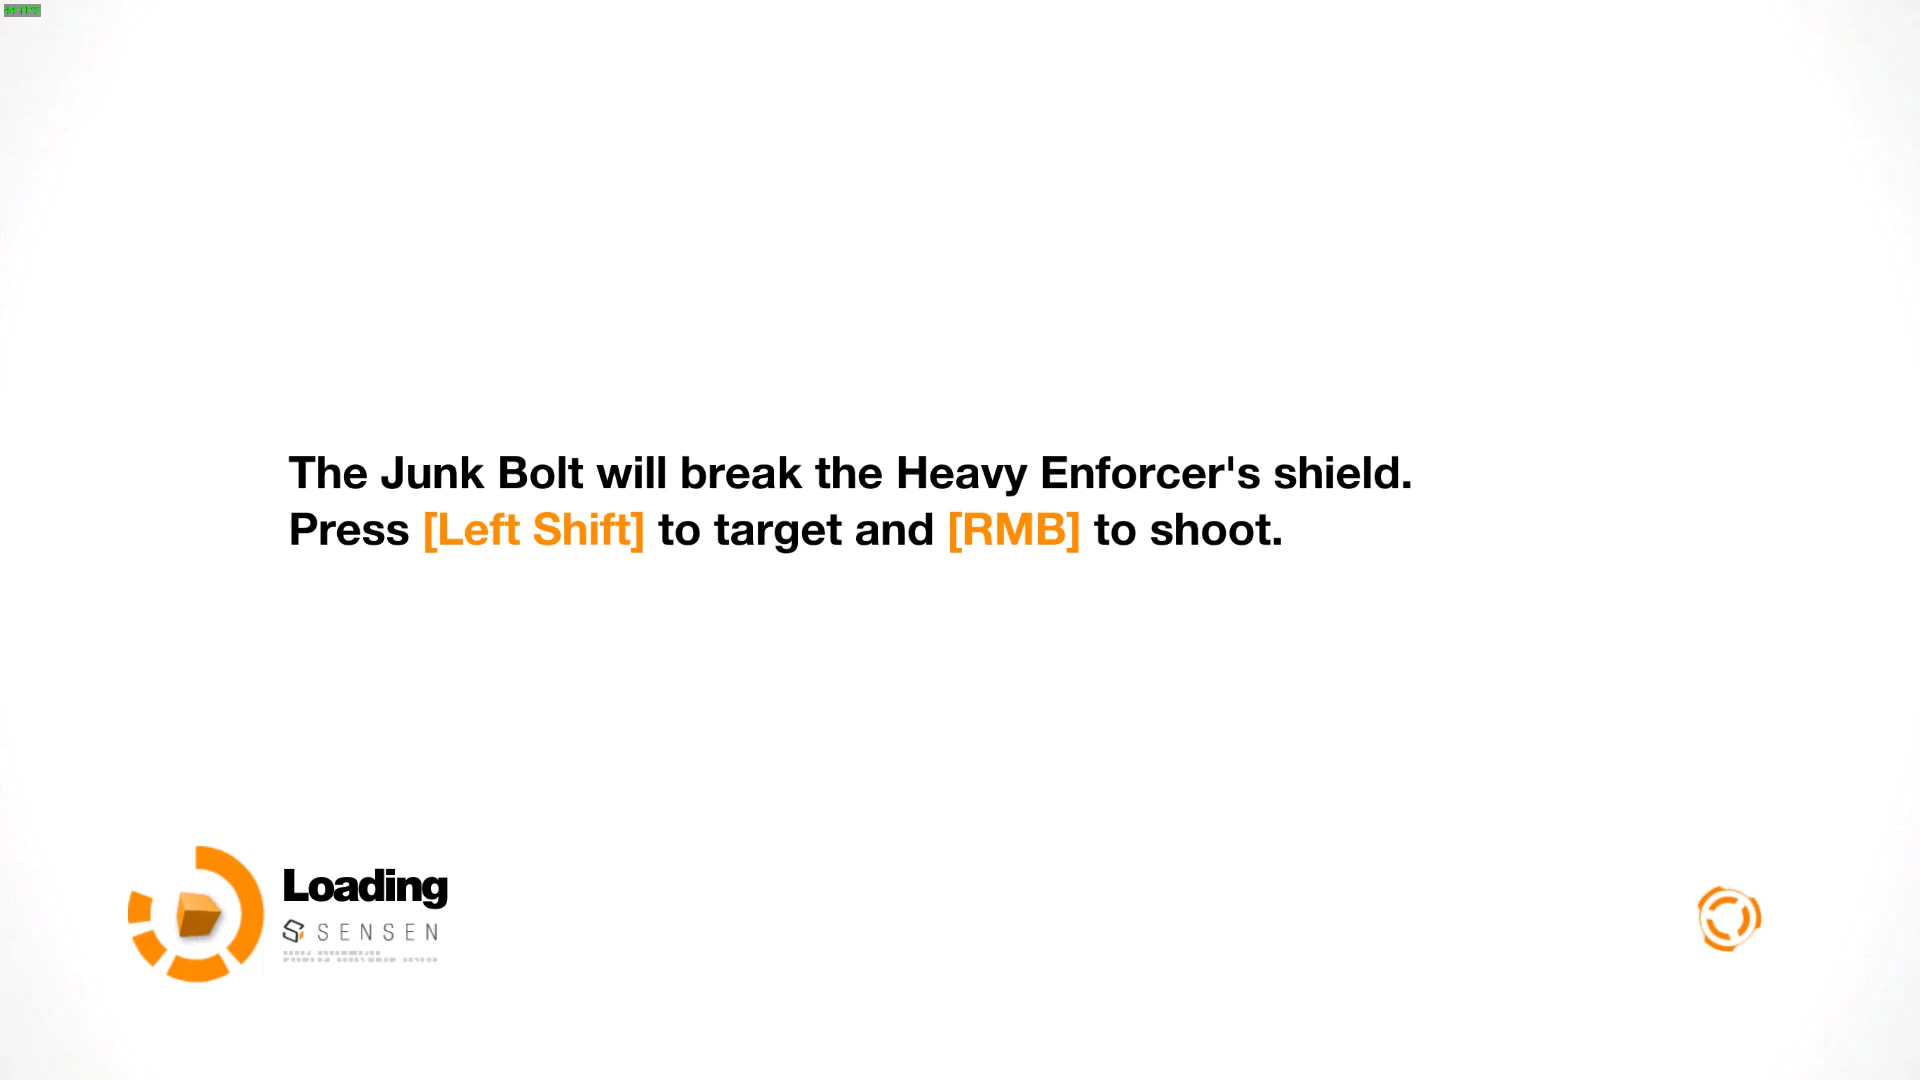 The Junk Bolt will break the Heavy Enforcer's shield.
Press [Left Shift] to target and [RMB] to shoot.
Loading
SENSEN